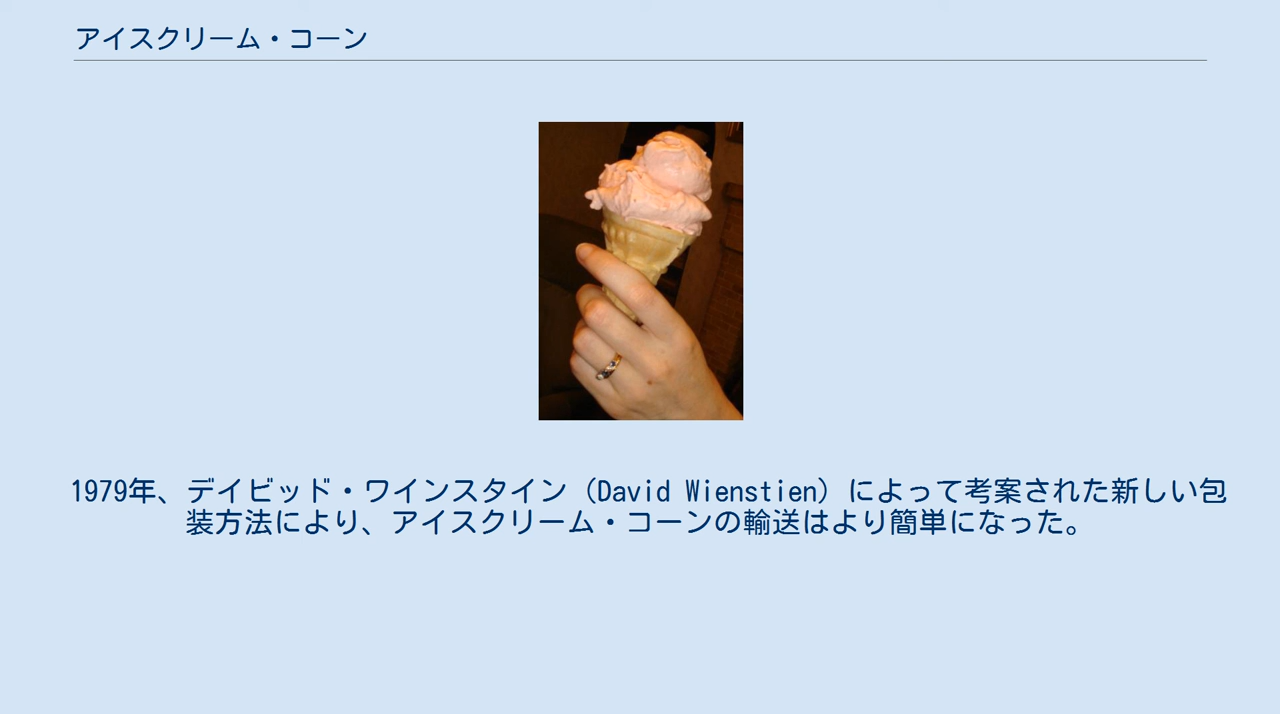 アイスクリーム・コーン
1979年、デイビッド・ワインスタイン（David Wienstien）によって考案された新しい包
装方法により、アイスクリーム・コーンの輸送はより簡単になった。